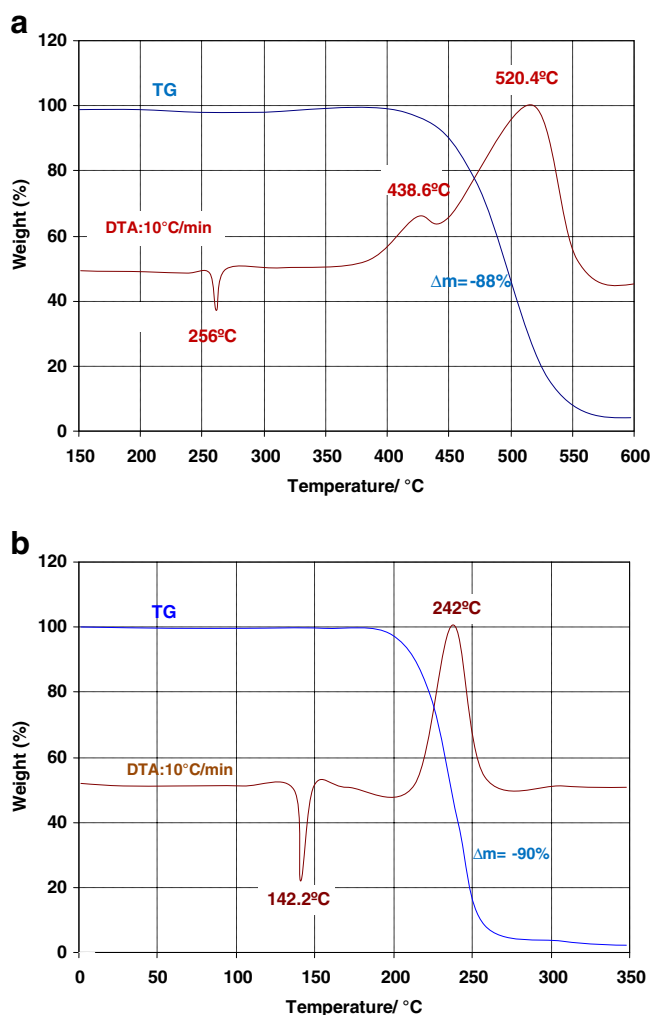 a
120
520.4ºC
TG
100
80
438.6ºC
Weight (%)
DTA:10°C/min
60
Δm= -88%
40
256ºC
20
0
150 200 250 300 350 400 450 500 550 600
Temperature/ °C
b
120
TG
242ºC
100
80
Weight (%)
60
DTA:10°C/min
40
Δm= -90%
142.2ºC
20
0
0 50 100 150 200 250 300 350
Temperature/ °C